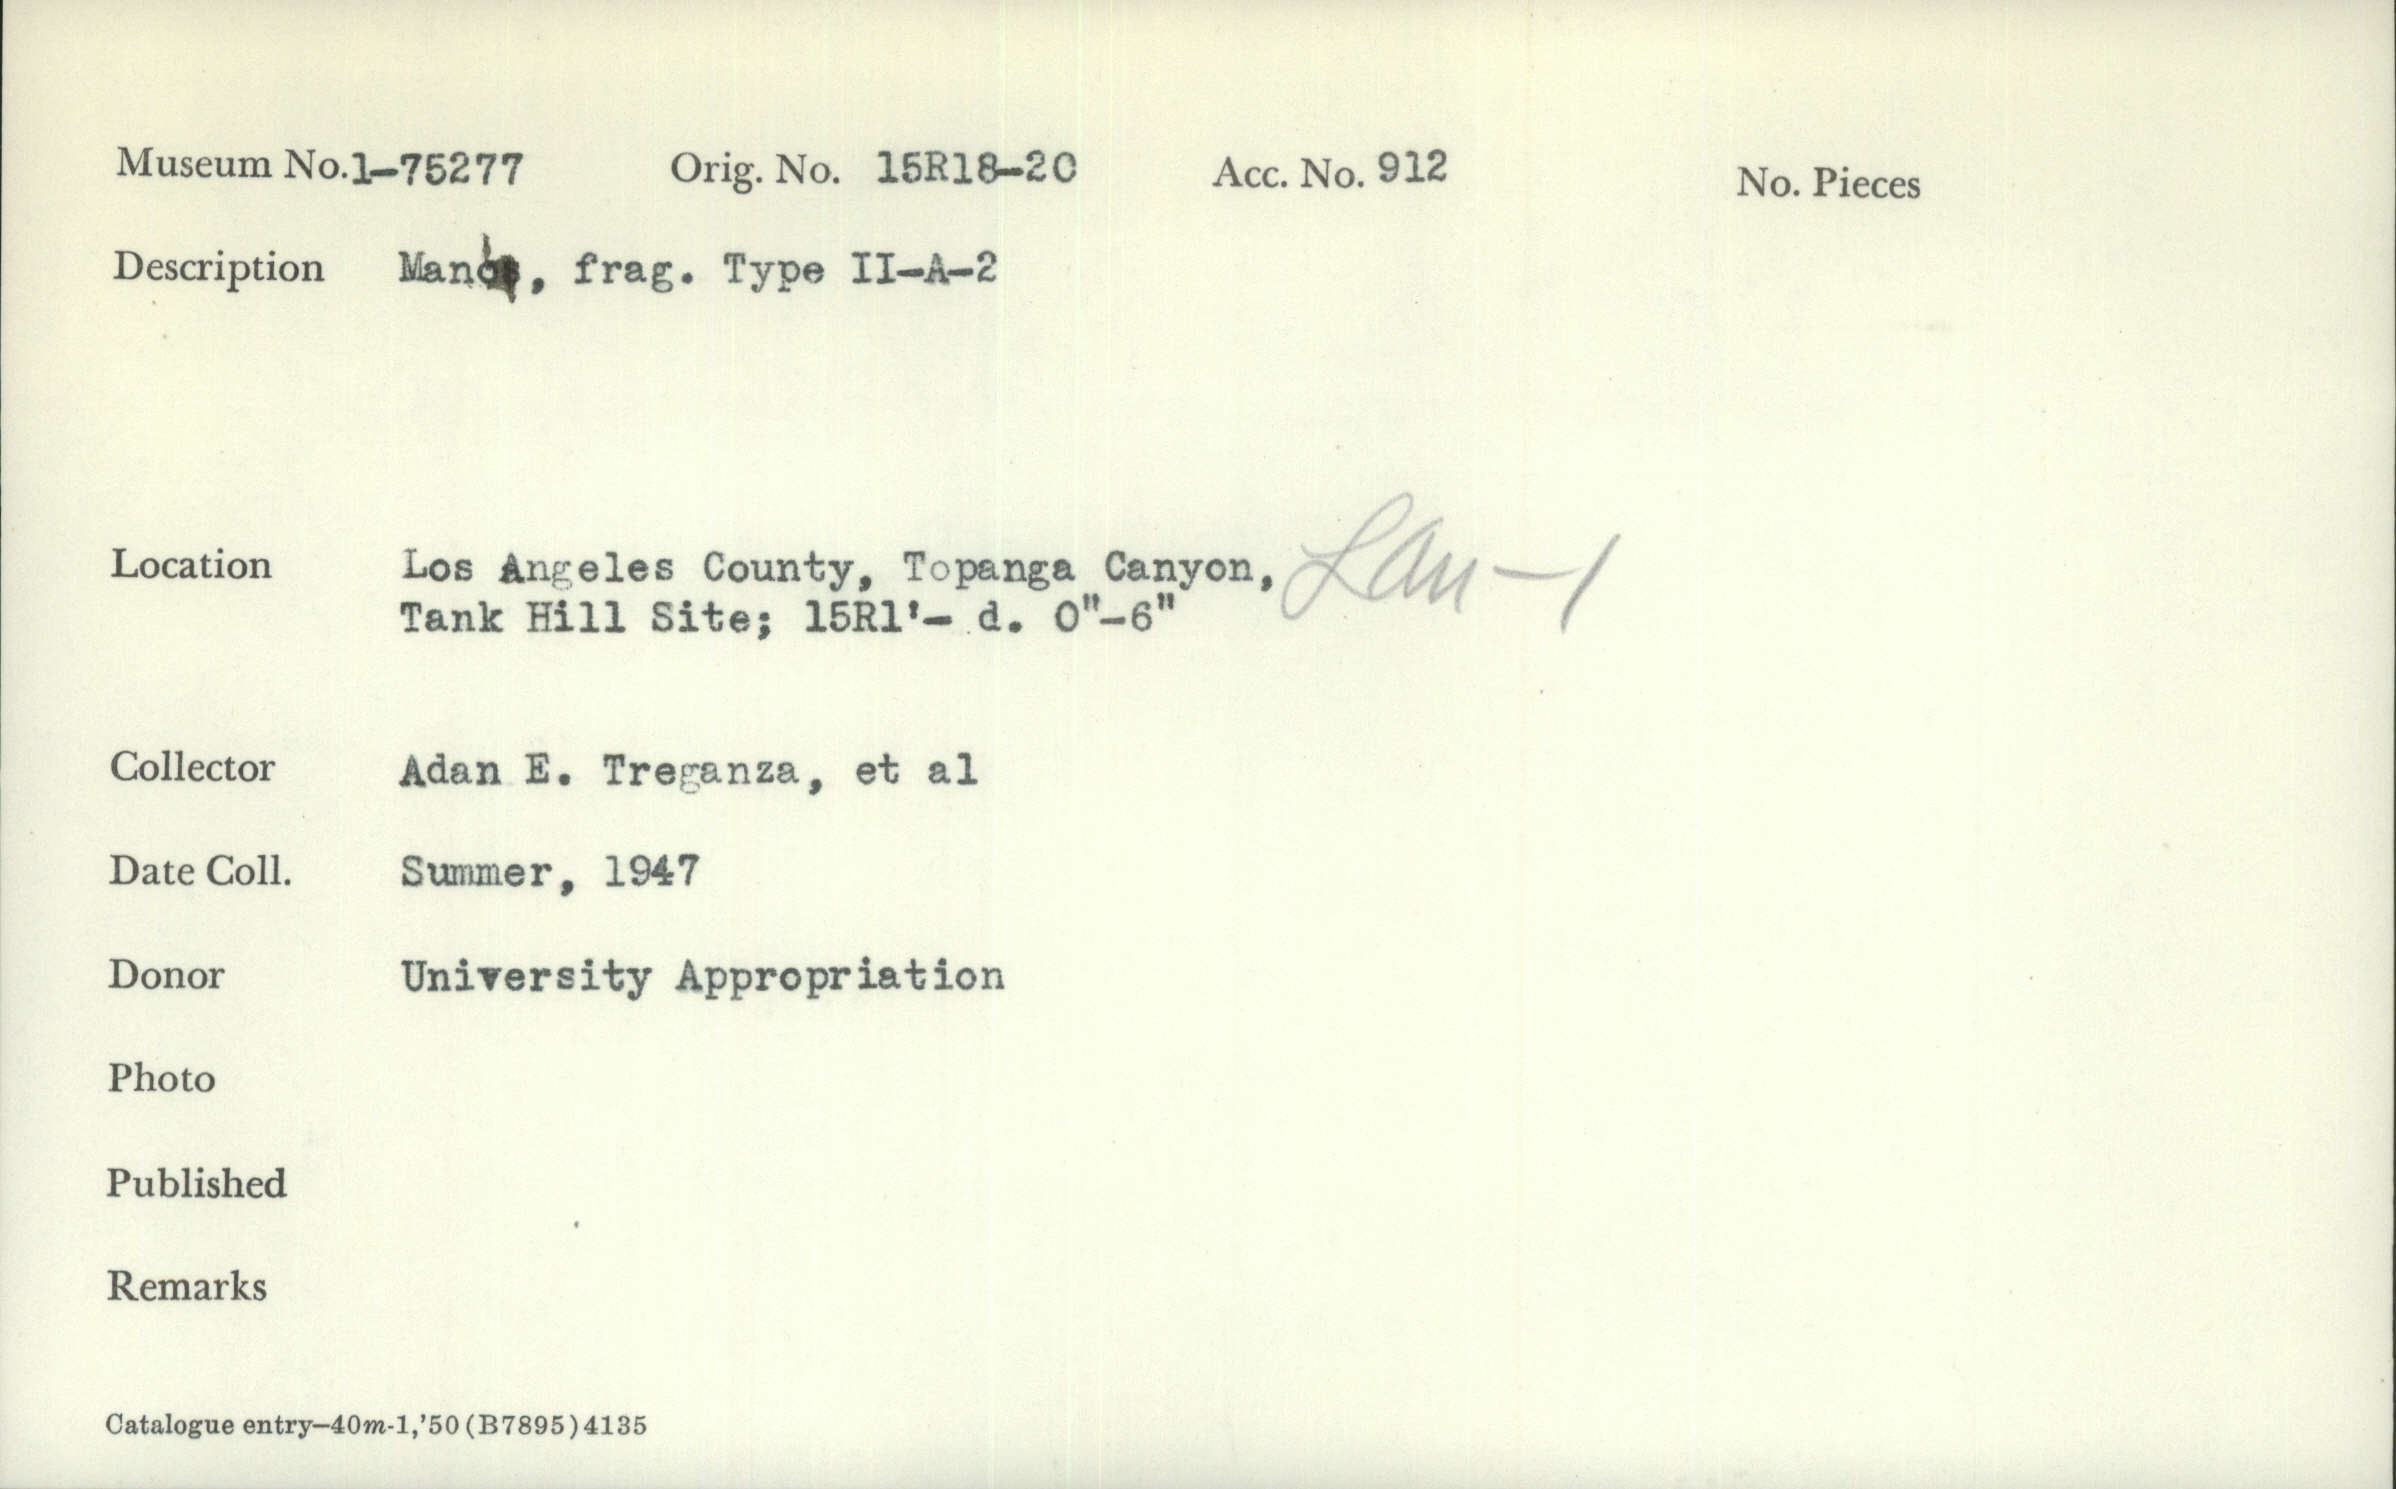 Museum No. 1-75277 Orig. No. 15R18-20 Acc. No. 912 No. Pieces
Description Mano, frag. Type II-A-2
Location Los Angeles County, Topanga Canyon, LAn-1
Tank Hill Site; 15R1'- d. 0"-6"
Collector Adan E. Treganza, et al
Date Coll. Summer, 1947
Donor University Appropriation
Photo
Published
Remarks
Catalogue entry—40m-1,'50 (B7895) 4135